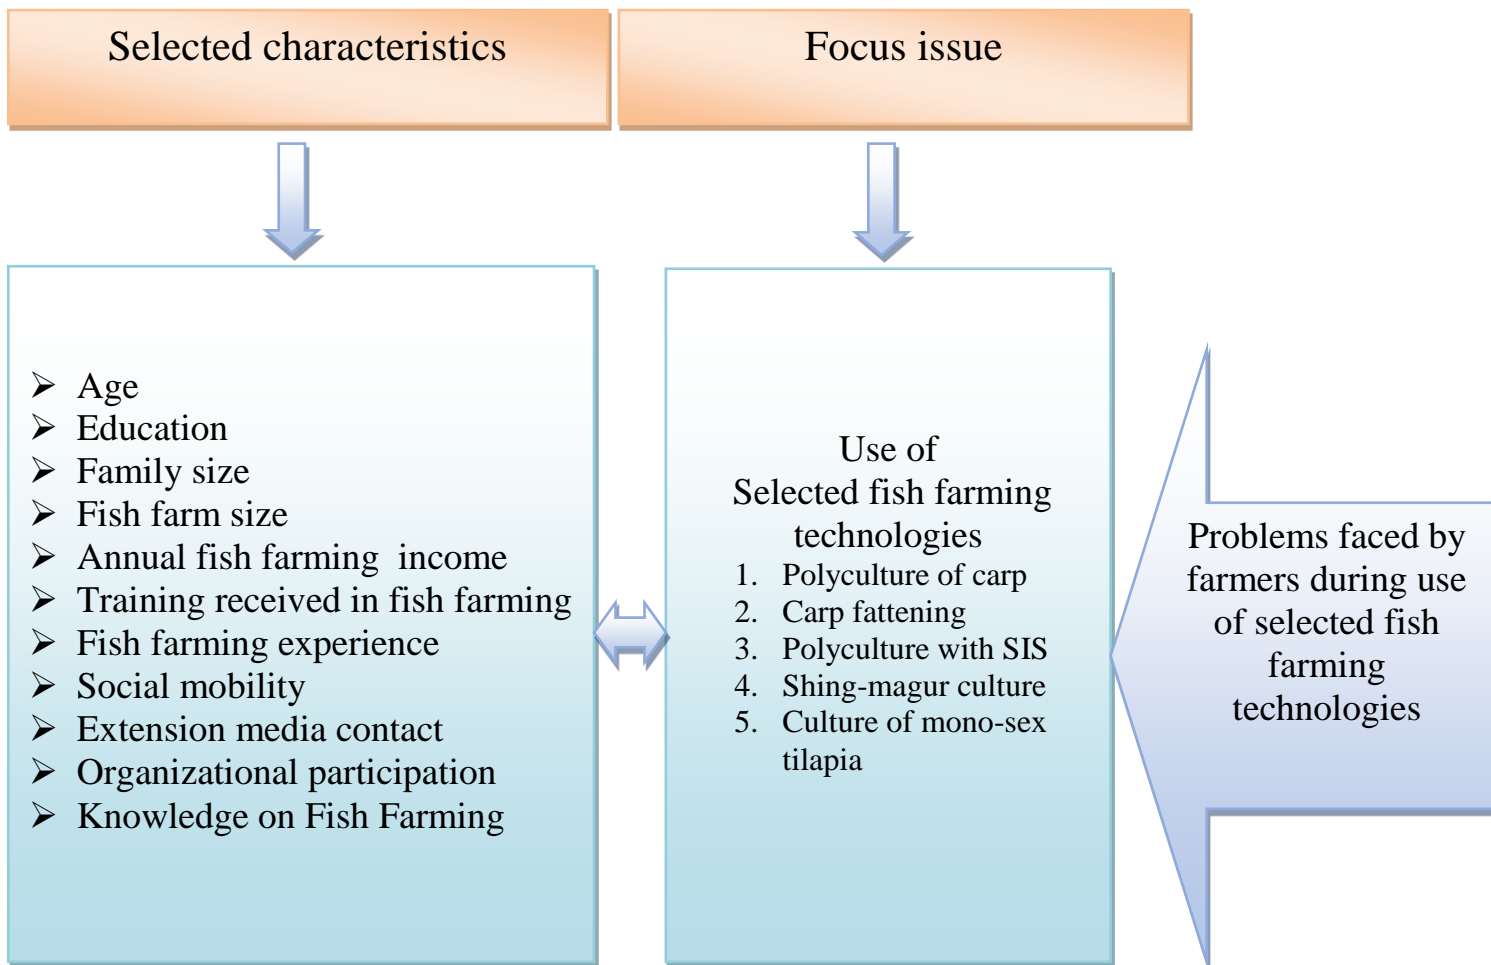 Selected characteristics
Focus issue
➢ Age
➢ Education
➢ Family size
➢ Fish farm size
➢ Annual fish farming income
➢ Training received in fish farming
➢ Fish farming experience
➢ Social mobility
➢ Extension media contact
➢ Organizational participation
➢ Knowledge on Fish Farming
Use of
Selected fish farming
technologies
1. Polyculture of carp
2. Carp fattening
3. Polyculture with SIS
4. Shing-magur culture
5. Culture of mono-sex
tilapia
Problems faced by
farmers during use
of selected fish
farming
technologies